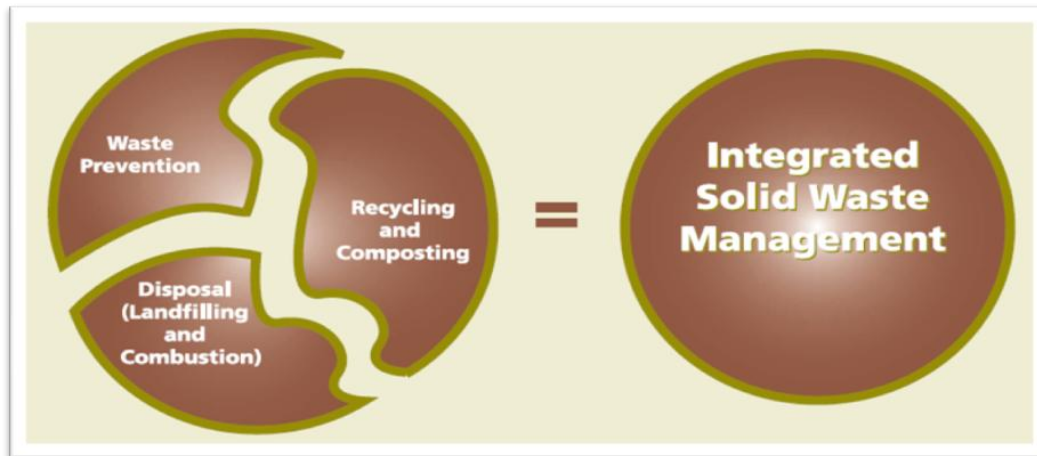 Waste
Prevention
Recycling
and
Composting
Disposal
(Landfilling
and
Combustion)
=
Integrated
Solid Waste
Management